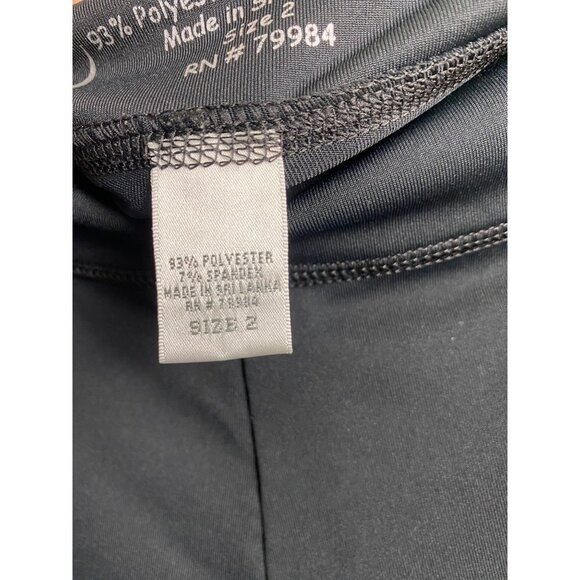 93% Polyes
Made in Sr
Size 2
RN # 79984
93% POLYESTER
7% SPANDEX
MADE IN SRI LANKA
RN # 79984
SIZE 2